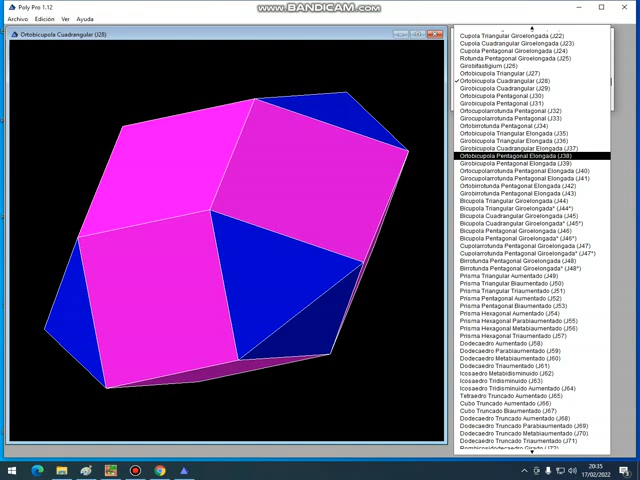 Poly Pro 1.12
www.BANDICAM.com
Archivo Edición Ver Ayuda
Ortobicupola Cuadrangular (J28)
Cupola Triangular Giroelongada (J22)
Cupola Cuadrangular Giroelongada (J23)
Cupola Pentagonal Giroelongada (J24)
Rotunda Pentagonal Giroelongada (J25)
Girobifastigium (J26)
Ortobicupola Triangular (J27)
Ortobicupola Cuadrangular (J28)
Girobicupola Cuadrangular (J29)
Ortobicupola Pentagonal (J30)
Girobicupola Pentagonal (J31)
Ortocupolarrotunda Pentagonal (J32)
Girocupolarrotunda Pentagonal (J33)
Ortobirrotunda Pentagonal (J34)
Ortobicupola Triangular Elongada (J35)
Girobicupola Triangular Elongada (J36)
Girobicupola Cuadrangular Elongada (J37)
Ortobicupola Pentagonal Elongada (J38)
Girobicupola Pentagonal Elongada (J39)
Ortocupolarrotunda Pentagonal Elongada (J40)
Girocupolarrotunda Pentagonal Elongada (J41)
Ortobirrotunda Pentagonal Elongada (J42)
Girobirrotunda Pentagonal Elongada (J43)
Bicupola Triangular Giroelongada (J44)
Bicupola Triangular Giroelongada* (J44*)
Bicupola Cuadrangular Giroelongada (J45)
Bicupola Cuadrangular Giroelongada* (J45*)
Bicupola Pentagonal Giroelongada (J46)
Bicupola Pentagonal Giroelongada* (J46*)
Cupolarrotunda Pentagonal Giroelongada (J47)
Cupolarrotunda Pentagonal Giroelongada* (J47*)
Birrotunda Pentagonal Giroelongada (J48)
Birrotunda Pentagonal Giroelongada* (J48*)
Prisma Triangular Aumentado (J49)
Prisma Triangular Biaumentado (J50)
Prisma Triangular Triaumentado (J51)
Prisma Pentagonal Aumentado (J52)
Prisma Pentagonal Biaumentado (J53)
Prisma Hexagonal Aumentado (J54)
Prisma Hexagonal Parabiaumentado (J55)
Prisma Hexagonal Metabiaumentado (J56)
Prisma Hexagonal Triaumentado (J57)
Dodecaedro Aumentado (J58)
Dodecaedro Parabiaumentado (J59)
Dodecaedro Metabiaumentado (J60)
Dodecaedro Triaumentado (J61)
Icosaedro Metabidisminuido (J62)
Icosaedro Tridisminuido (J63)
Icosaedro Tridisminuido Aumentado (J64)
Tetraedro Truncado Aumentado (J65)
Cubo Truncado Aumentado (J66)
Cubo Truncado Biaumentado (J67)
Dodecaedro Truncado Aumentado (J68)
Dodecaedro Truncado Parabiaumentado (J69)
Dodecaedro Truncado Metabiaumentado (J70)
Dodecaedro Truncado Triaumentado (J71)
Rombicosidodecaedro Girado (J72)
20:35
17/02/2022